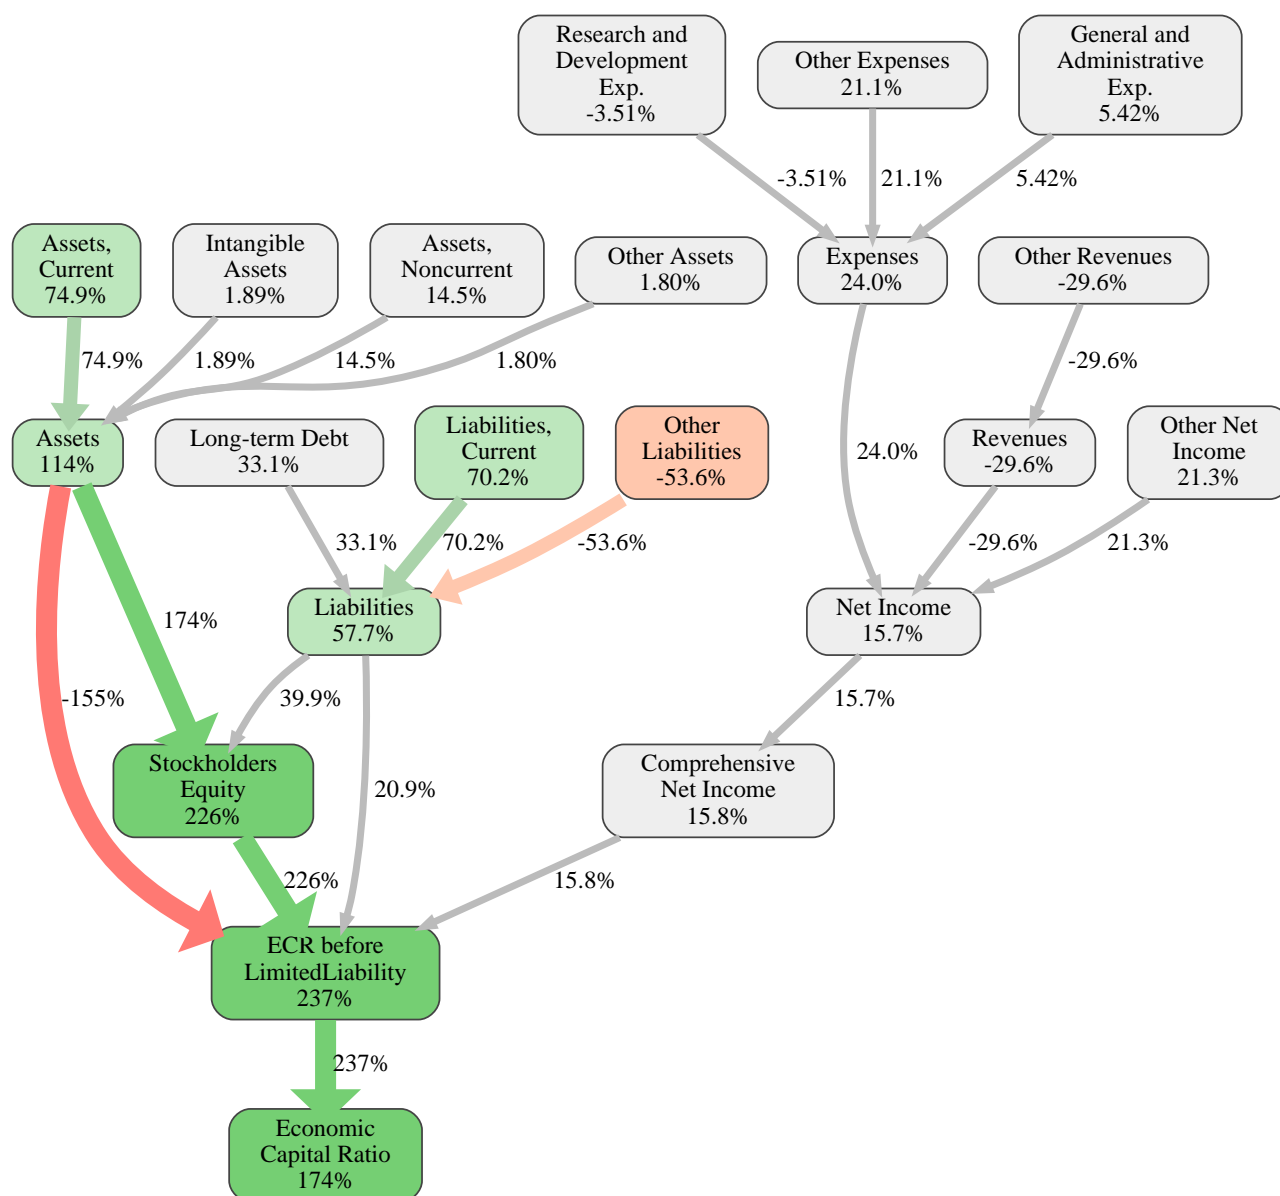 Research and
Development
Exp.
-3.51%
Other Expenses
21.1%
General and
Administrative
Exp.
5.42%
-3.51%
21.1%
5.42%
Assets,
Current
74.9%
Intangible
Assets
1.89%
Assets,
Noncurrent
14.5%
Other Assets
1.80%
Expenses
24.0%
Other Revenues
-29.6%
74.9%
1.89%
14.5%
1.80%
-29.6%
Assets
114%
Long-term Debt
33.1%
Liabilities,
Current
70.2%
Other
Liabilities
-53.6%
24.0%
Revenues
-29.6%
Other Net
Income
21.3%
33.1%
70.2%
-53.6%
-29.6%
21.3%
174%
Liabilities
57.7%
Net Income
15.7%
-155%
39.9%
15.7%
Stockholders
Equity
226%
20.9%
Comprehensive
Net Income
15.8%
226%
15.8%
ECR before
LimitedLiability
237%
237%
Economic
Capital Ratio
174%